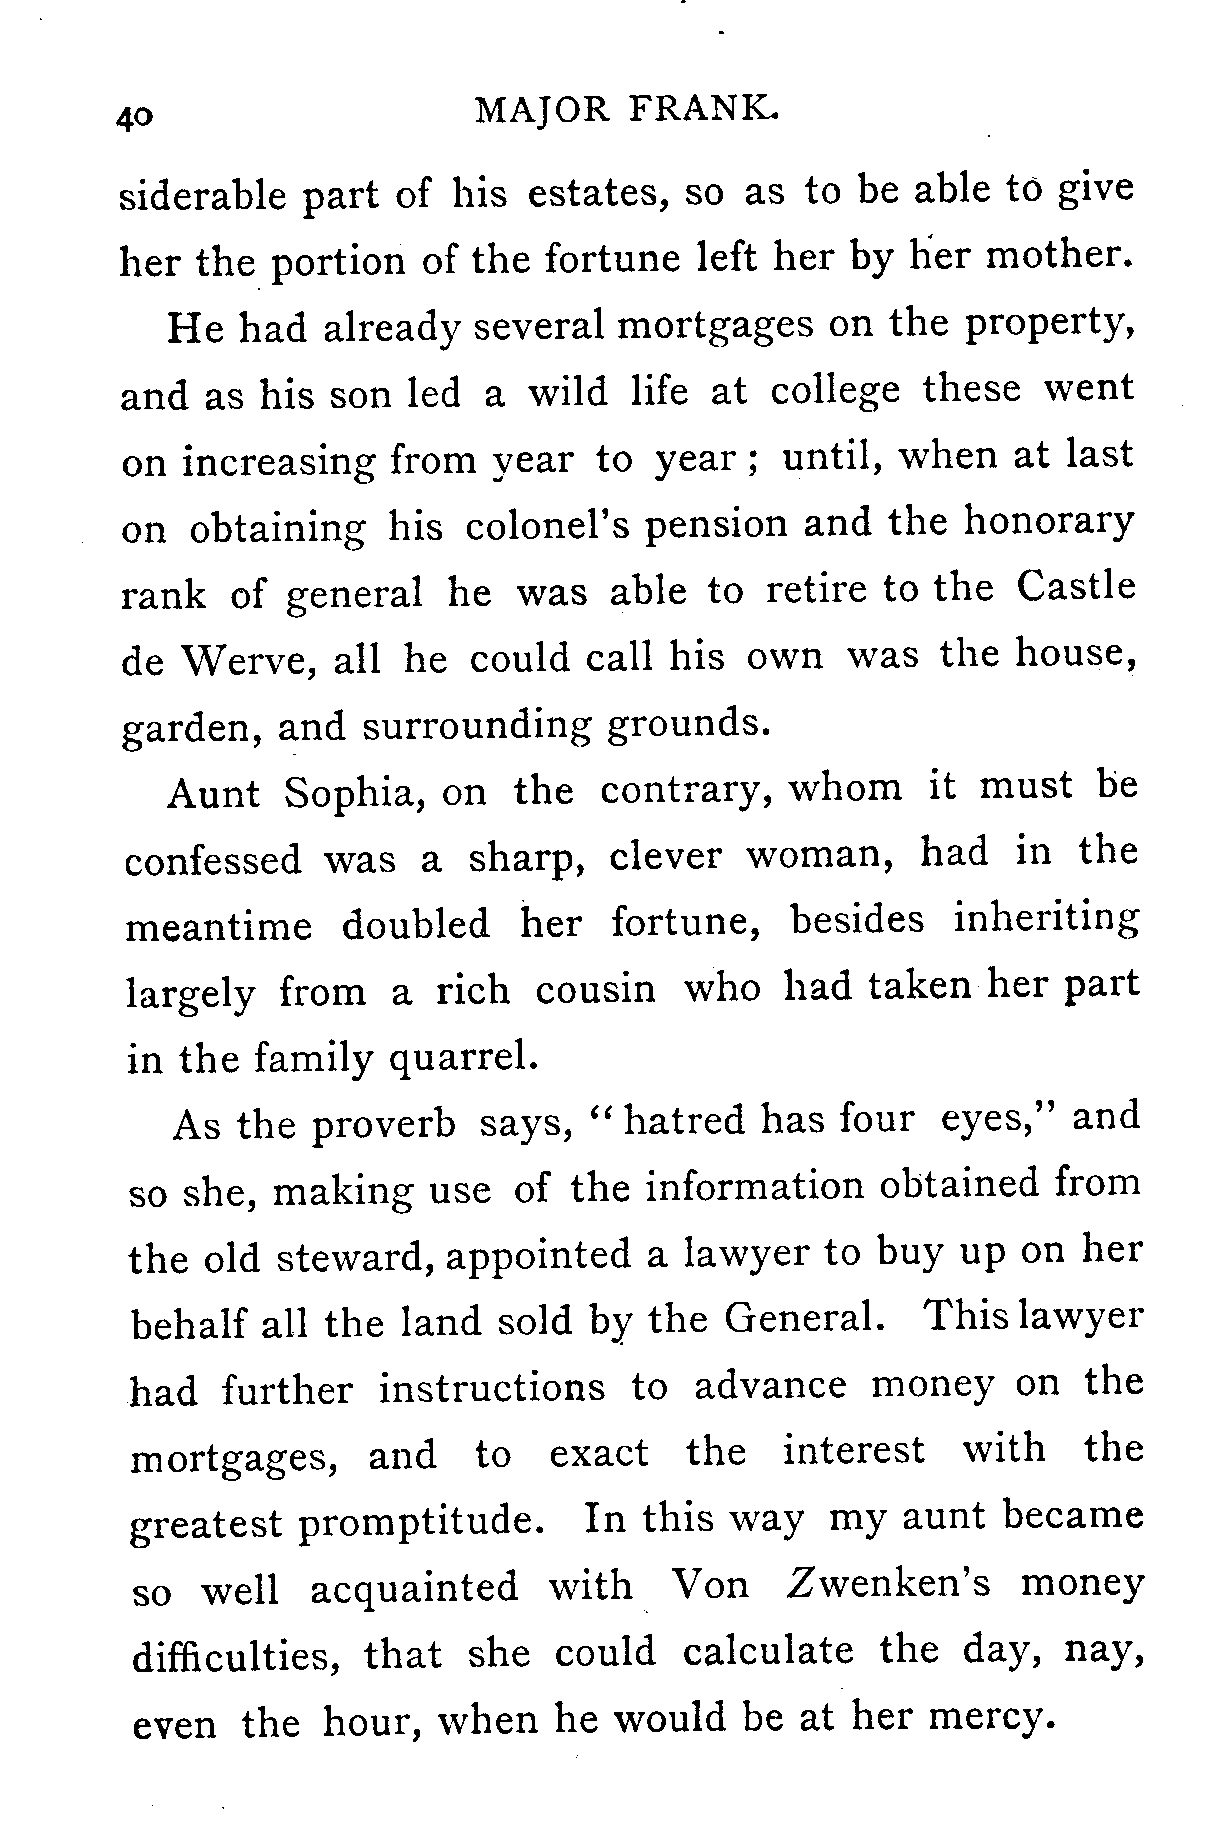 40 MAJOR FRANK.
siderable part of his estates, so as to be able to give
her the portion of the fortune left her by her mother.
He had already several mortgages on the property,
and as his son led a wild life at college these went
on increasing from year to year ; until, when at last
on obtaining his colonel's pension and the honorary
rank of general he was able to retire to the Castle
de Werve, all he could call his own was the house,
garden, and surrounding grounds.
Aunt Sophia, on the contrary, whom it must be
confessed was a sharp, clever woman, had in the
meantime doubled her fortune, besides inheriting
largely from a rich cousin who had taken her part
in the family quarrel.
As the proverb says, “ hatred has four eyes,” and
so she, making use of the information obtained from
the old steward, appointed a lawyer to buy up on her
behalf all the land sold by the General. This lawyer
had further instructions to advance money on the
mortgages, and to exact the interest with the
greatest promptitude. In this way my aunt became
so well acquainted with Von Zwenken's money
difficulties, that she could calculate the day, nay,
even the hour, when he would be at her mercy.